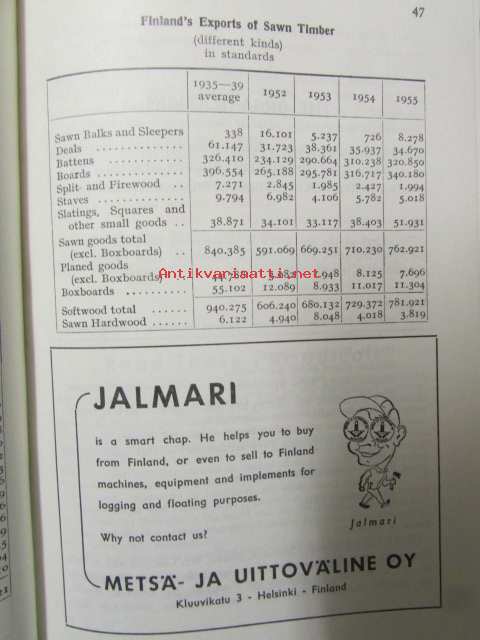 47
Finland's Exports of Sawn Timber
(different kinds)
in standards
1935—39 average 1952 1953 1954 1955
Sawn Balks and Sleepers 338 16.101 5.237 726 8.278
Deals .............. 61.147 31.723 38.361 35.937 34.670
Battens ............ 326.410 234.129 290.664 310.238 320.850
Boards ............. 396.554 265.188 295.781 316.717 340.180
Split- and Firewood .. 7.271 2.845 1.985 2.427 1.994
Staves ............. 9.794 6.982 4.106 5.782 5.018
Slatings, Squares and
other small goods .. 38.871 34.101 33.117 38.403 51.931
Sawn goods total
(excl. Boxboards) .. 840.385 591.069 669.251 710.230 762.921
Planed goods
(excl. Boxboards) 8.125 7.696
Antikvariaatti.net
Boxboards .......... 55.102 12.089 8.933 11.017 11.304
Softwood total ...... 940.275 606.240 680.132 729.372 781.921
Sawn Hardwood ...... 6.122 4.940 8.048 4.018 3.819
JALMARI
is a smart chap. He helps you to buy
from Finland, or even to sell to Finland
machines, equipment and implements for
logging and floating purposes.
Why not contact us?
Jalmari
METSÄ- JA UITTOVÄLINE OY
Kluuvikatu 3 - Helsinki - Finland